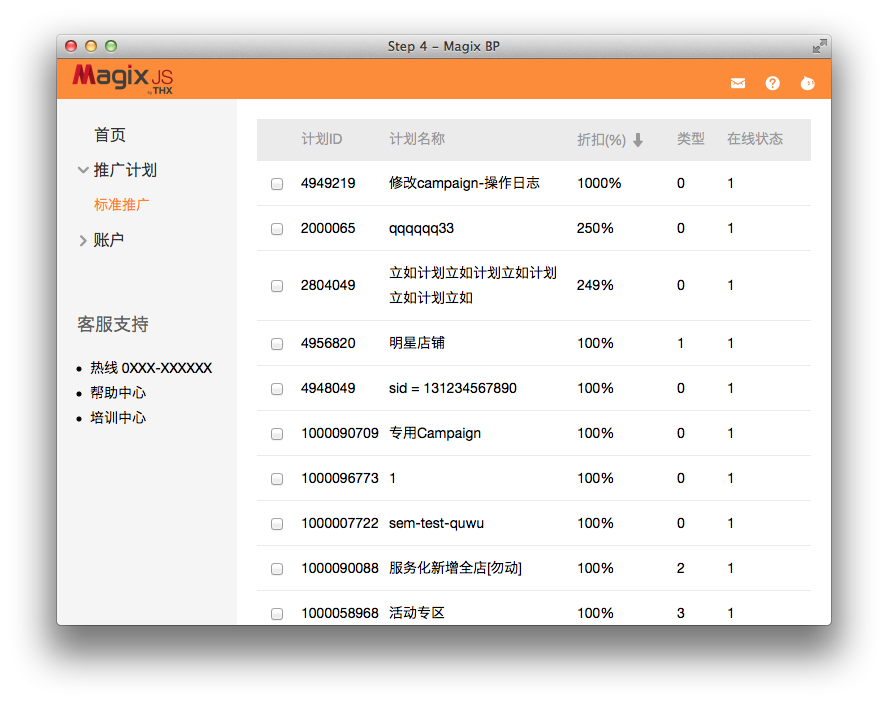 Step 4 – Magix BP
MagixJS
by THX
首页
推广计划
标准推广
账户
客服支持
热线 0XXX-XXXXXX
帮助中心
培训中心
计划ID 计划名称 折扣(%) 类型 在线状态
4949219 修改campaign-操作日志 1000% 0 1
2000065 qqqqqq33 250% 0 1
2804049 立如计划立如计划立如计划 249% 0 1
立如计划立如
4956820 明星店铺 100% 1 1
4948049 sid = 131234567890 100% 0 1
1000090709 专用Campaign 100% 0 1
1000096773 1 100% 0 1
1000007722 sem-test-quwu 100% 0 1
1000090088 服务化新增全店[勿动] 100% 2 1
1000058968 活动专区 100% 3 1